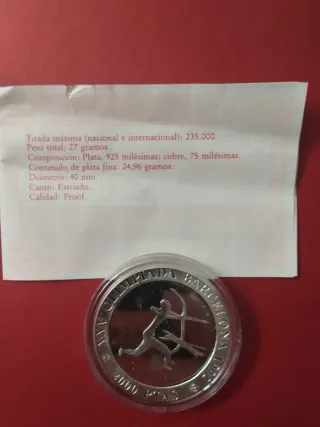 Tirada máxima (nacional e internacional): 235.000.
Peso total: 27 gramos.
Composición: Plata, 925 milésimas; cobre, 75 milésimas.
Contenido de plata fina: 24,96 gramos.
Diámetro: 40 mm.
Canto: Estriado.
Calidad: Proof.
XXV OLIMPIADA BARCELONA 1992
2000 PTAS